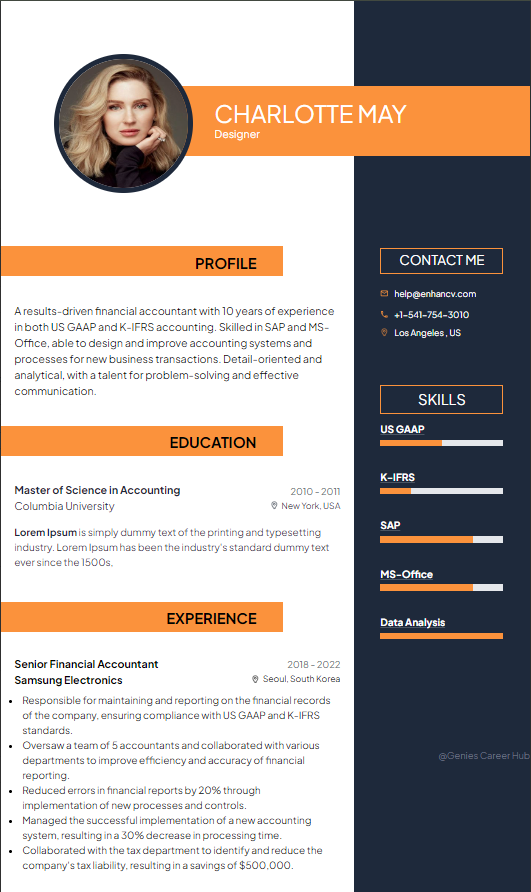 CHARLOTTE MAY
Designer
PROFILE
A results-driven financial accountant with 10 years of experience
in both US GAAP and K-IFRS accounting. Skilled in SAP and MS-
Office, able to design and improve accounting systems and
processes for new business transactions. Detail-oriented and
analytical, with a talent for problem-solving and effective
communication.
EDUCATION
Master of Science in Accounting
2010 - 2011
Columbia University
New York, USA
Lorem Ipsum is simply dummy text of the printing and typesetting
industry. Lorem Ipsum has been the industry's standard dummy text
ever since the 1500s,
EXPERIENCE
Senior Financial Accountant
2018 - 2022
Samsung Electronics
Seoul, South Korea
• Responsible for maintaining and reporting on the financial records
of the company, ensuring compliance with US GAAP and K-IFRS
standards.
• Oversaw a team of 5 accountants and collaborated with various
departments to improve efficiency and accuracy of financial
reporting.
• Reduced errors in financial reports by 20% through
implementation of new processes and controls.
• Managed the successful implementation of a new accounting
system, resulting in a 30% decrease in processing time.
• Collaborated with the tax department to identify and reduce the
company's tax liability, resulting in a savings of $500,000.
CONTACT ME
help@enhancv.com
+1-541-754-3010
Los Angeles , US
SKILLS
US GAAP
K-IFRS
SAP
MS-Office
Data Analysis
@Genies Career Hub